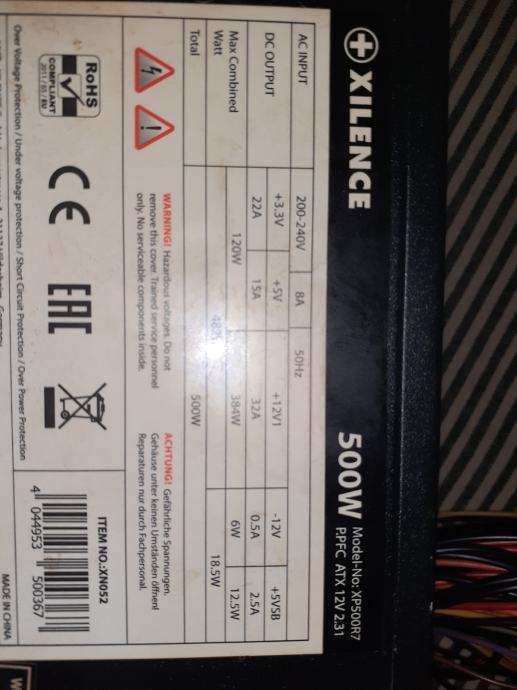 XILENCE
500W
Model-No: XP500R7
P.PFC ATX 12V 2.31
AC INPUT 200-240V 8A 50Hz
DC OUTPUT +3.3V +5V +12V1 -12V +5VSB
22A 15A 32A 0.5A 2.5A
Max Combined
Watt
120W 384W 6W 12.5W
18.5W
Total 500W
WARNING! Hazardous voltages. Do not
remove this cover. Trained service personnel
only. No serviceable components inside.
ACHTUNG! Gefährliche Spannungen.
Gehäuse unter keinen Umständen öffnen!
Reparaturen nur durch Fachpersonal.
RoHS
COMPLIANT
2011/65/EU
CE
EAC
ITEM NO.:XN052
4 044953 500367
Over Voltage Protection / Under voltage protection / Short Circuit Protection / Over Power Protection
MADE IN CHINA
Germany